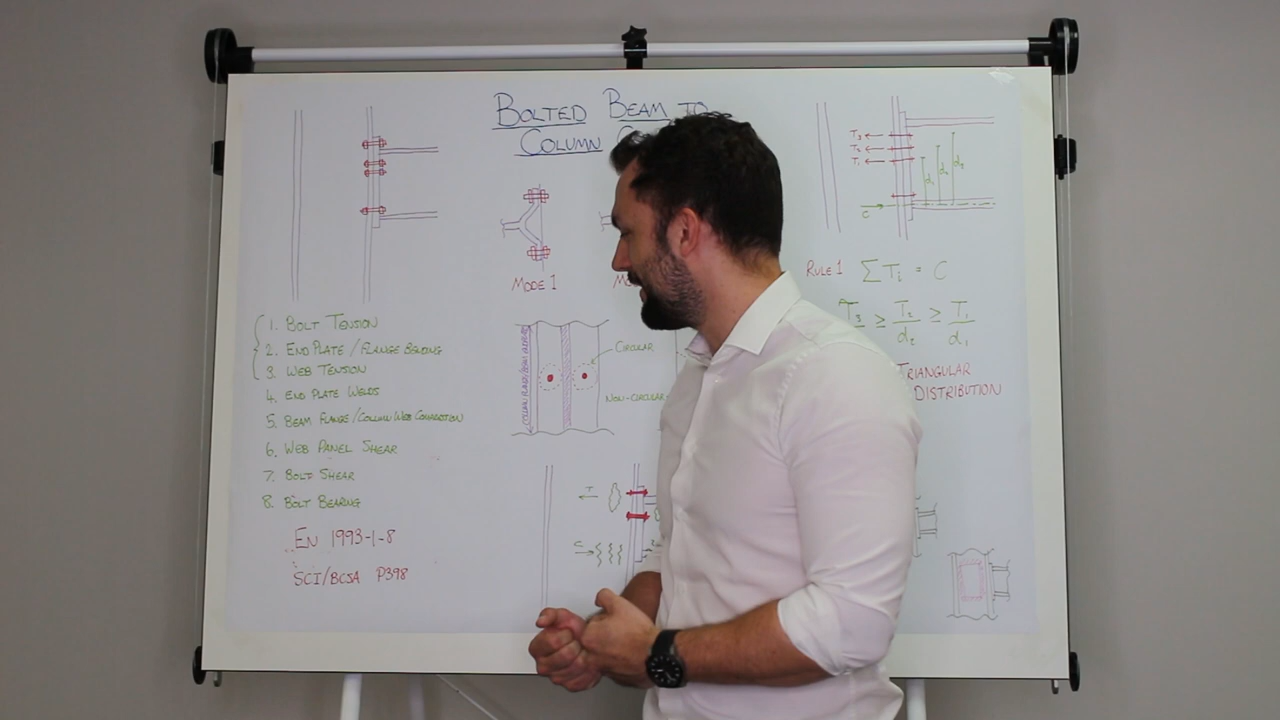 BOLTED BEAM TO
COLUMN
1. BOLT TENSION
2. END PLATE / FLANGE BENDING
3. WEB TENSION
4. END PLATE WELDS
5. BEAM FLANGE / COLUMN WEB COMPRESSION
6. WEB PANEL SHEAR
7. BOLT SHEAR
8. BOLT BEARING
EN 1993-1-8
SCI/BCSA P398
MODE 1
CIRCULAR
NON-CIRCULAR
T
C
T3
T2
T1
d1
d2
C
RULE 1 ∑ Ti = C
T3 ≥ T2/d2 ≥ T1/d1
TRIANGULAR
DISTRIBUTION